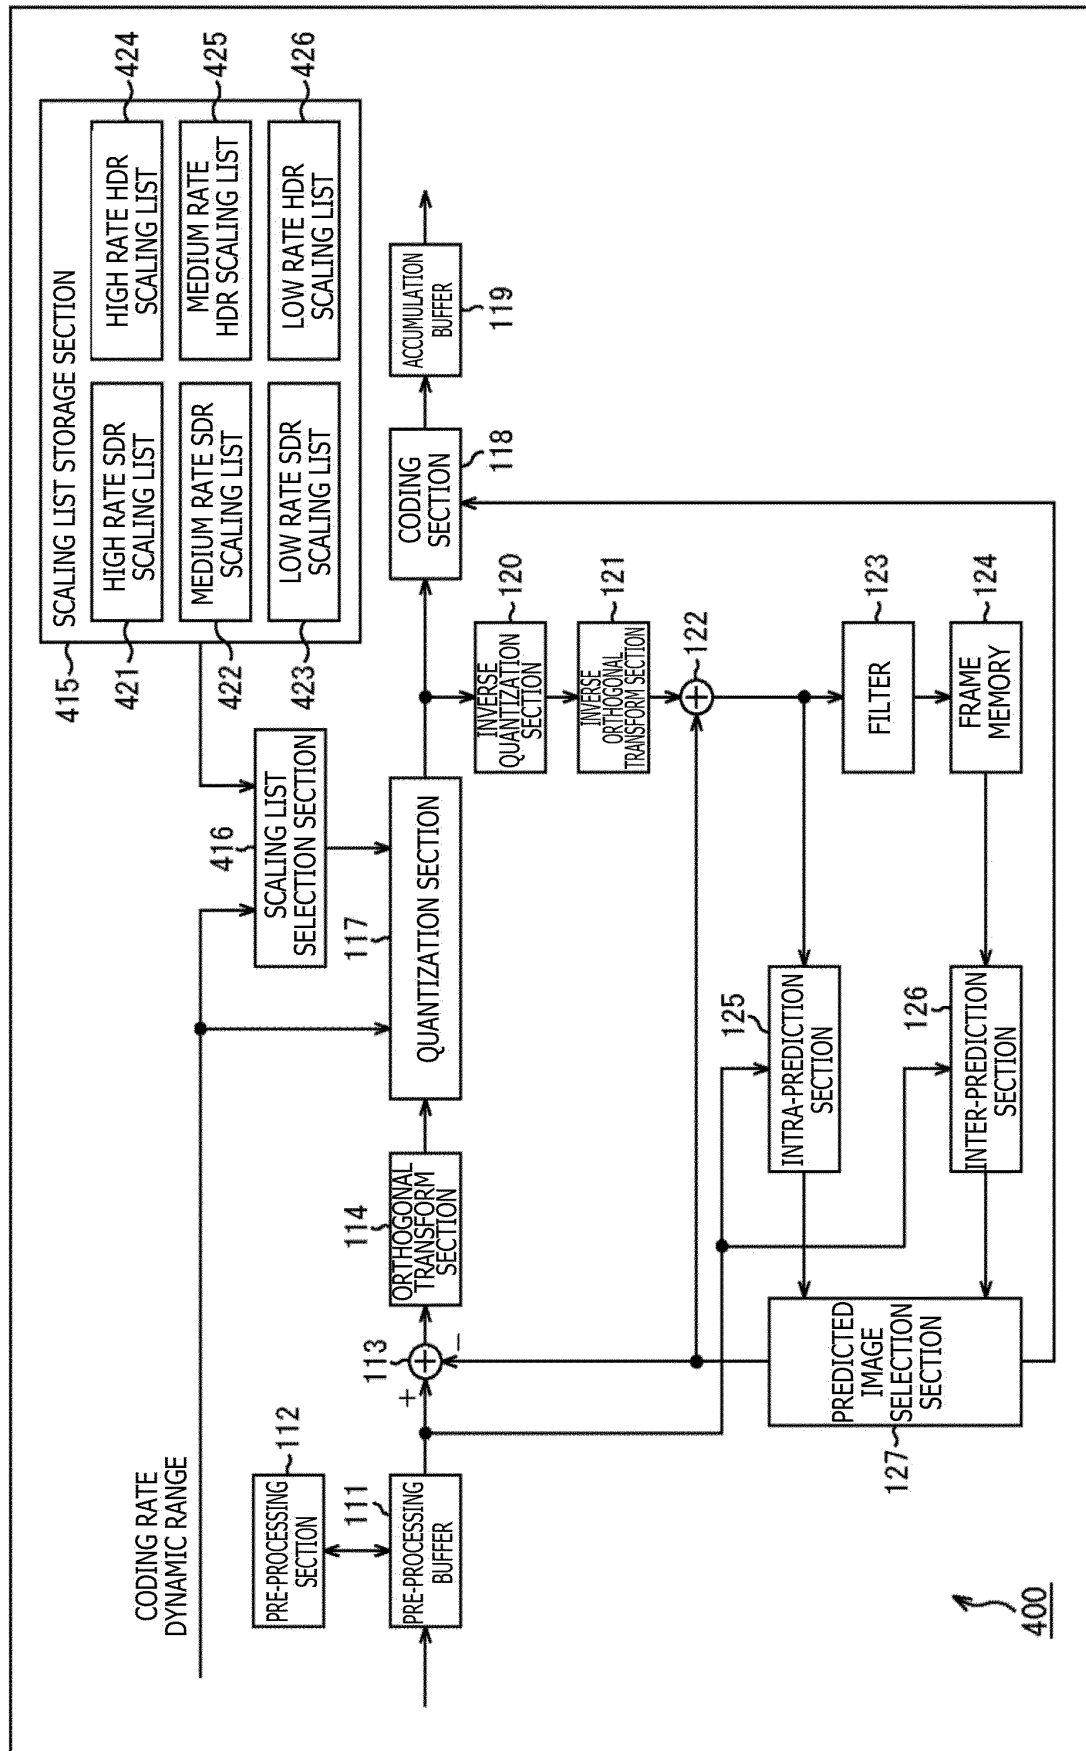 CODING RATE
DYNAMIC RANGE
PRE-PROCESSING
SECTION
112
111
PRE-PROCESSING
BUFFER
113
+
−
114
ORTHOGONAL
TRANSFORM
SECTION
117
QUANTIZATION SECTION
416
SCALING LIST
SELECTION SECTION
415
SCALING LIST STORAGE SECTION
HIGH RATE SDR
SCALING LIST
421
MEDIUM RATE SDR
SCALING LIST
422
LOW RATE SDR
SCALING LIST
423
HIGH RATE HDR
SCALING LIST
424
MEDIUM RATE
HDR SCALING LIST
425
LOW RATE HDR
SCALING LIST
426
CODING
SECTION
118
ACCUMULATION
BUFFER
119
INVERSE
QUANTIZATION
SECTION
120
INVERSE
ORTHOGONAL
TRANSFORM SECTION
121
122
FILTER
123
FRAME
MEMORY
124
125
INTRA-PREDICTION
SECTION
126
INTER-PREDICTION
SECTION
PREDICTED
IMAGE
SELECTION
SECTION
127
400